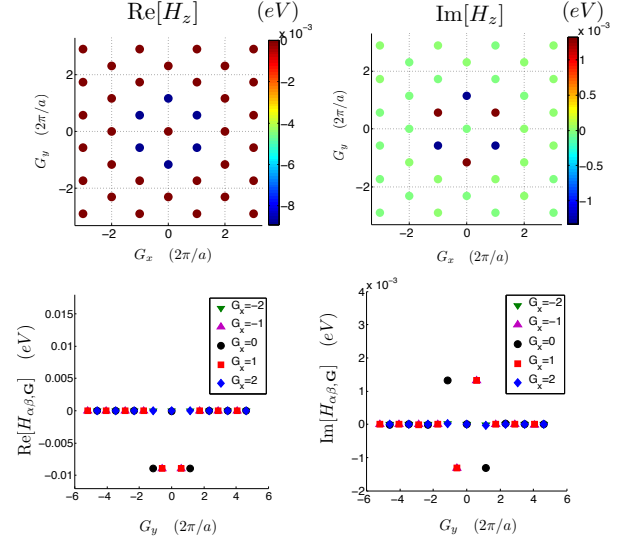 Re[H_z] (eV)
x 10⁻³
0
−2
−4
−6
−8
2
0
−2
G_y (2π/a)
−2 0 2
G_x (2π/a)
Im[H_z] (eV)
x 10⁻³
1
0.5
0
−0.5
−1
2
0
−2
G_y (2π/a)
−2 0 2
G_x (2π/a)
0.015
0.01
0.005
0
−0.005
−0.01
Re[H_{αβ,G}] (eV)
G_x=−2
G_x=−1
G_x=0
G_x=1
G_x=2
−6 −4 −2 0 2 4 6
G_y (2π/a)
x 10⁻³
4
3
2
1
0
−1
−2
Im[H_{αβ,G}] (eV)
G_x=−2
G_x=−1
G_x=0
G_x=1
G_x=2
−6 −4 −2 0 2 4 6
G_y (2π/a)